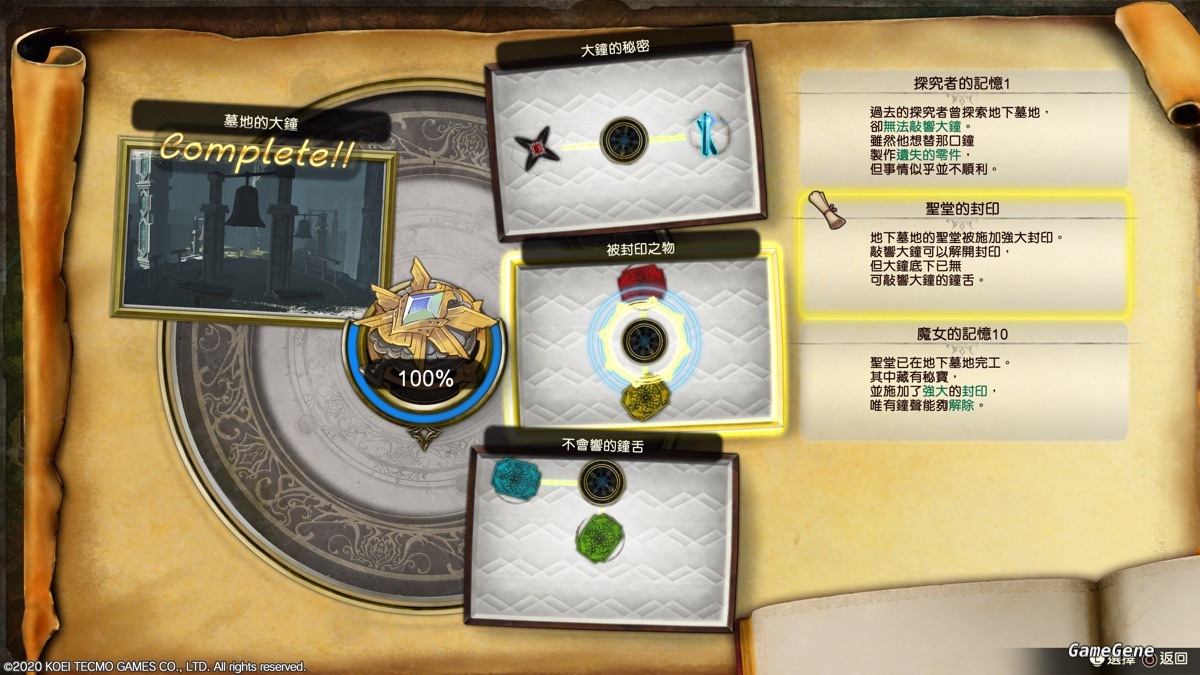 墓地的大鐘
Complete!!
100%
大鐘的秘密
被封印之物
不會響的鐘舌
探究者的記憶1
過去的探究者曾探索地下墓地，
卻無法敲響大鐘。
雖然他想替那口鐘
製作遺失的零件，
但事情似乎並不順利。
聖堂的封印
地下墓地的聖堂被施加強大封印。
敲響大鐘可以解開封印，
但大鐘底下已無
可敲響大鐘的鐘舌。
魔女的記憶10
聖堂已在地下墓地完工。
其中藏有秘寶，
並施加了強大的封印，
唯有鐘聲能夠解除。
©2020 KOEI TECMO GAMES CO., LTD. All rights reserved.
GameGene
L 選擇 返回